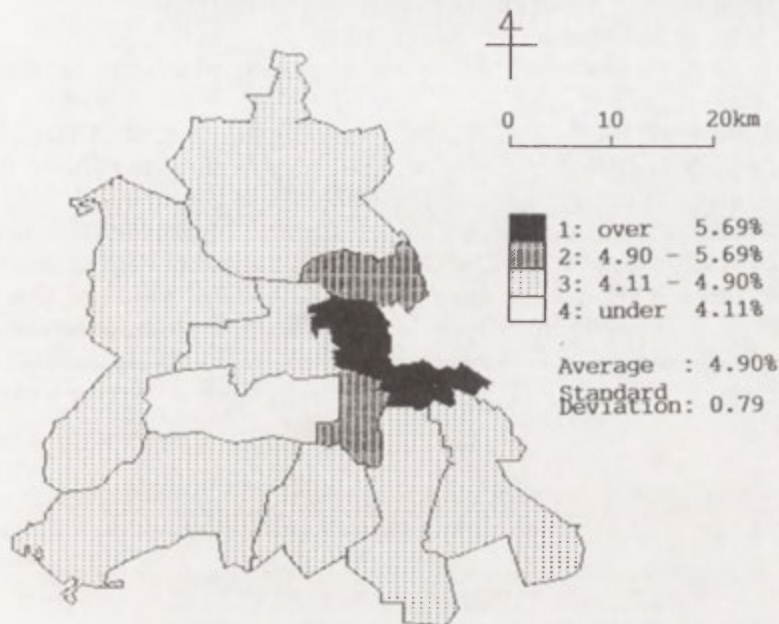 4
0 10 20km
1: over 5.69%
2: 4.90 - 5.69%
3: 4.11 - 4.90%
4: under 4.11%
Average : 4.90%
Standard
Deviation: 0.79